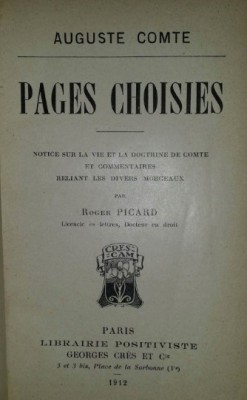 AUGUSTE COMTE
PAGES CHOISIES
NOTICE SUR LA VIE ET LA DOCTRINE DE COMTE
ET COMMENTAIRES
RELIANT LES DIVERS MORCEAUX
PAR
ROGER PICARD
Licencié ès lettres, Docteur en droit
CRES-
CAM
PARIS
LIBRAIRIE POSITIVISTE
GEORGES CRÈS ET Cie
3 et 3 bis, Place de la Sorbonne (Ve)
1912